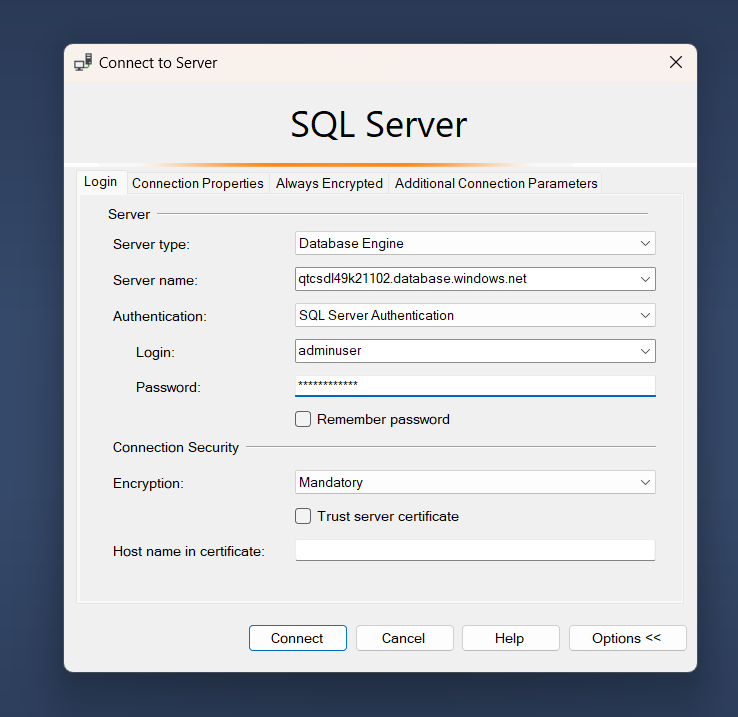 Connect to Server
SQL Server
Login Connection Properties Always Encrypted Additional Connection Parameters
Server
Server type: Database Engine
Server name: qtcsdl49k21102.database.windows.net
Authentication: SQL Server Authentication
Login: adminuser
Password: ************
Remember password
Connection Security
Encryption: Mandatory
Trust server certificate
Host name in certificate:
Connect Cancel Help Options <<